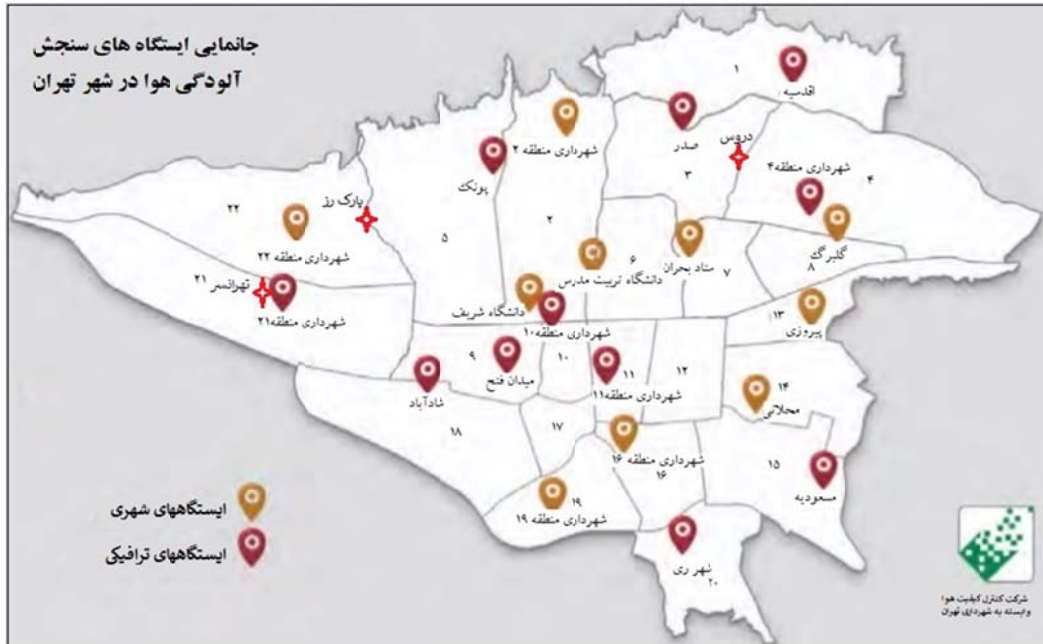 جانمایی ایستگاه های سنجش
آلودگی هوا در شهر تهران
۱
اقدسیه
صدر
دروس
۳
شهرداری منطقه۴
۴
گلبرگ
۸
شهرداری منطقه ۲
۲
پونک
۵
پارک رز
۲۲
شهرداری منطقه ۲۲
تهرانسر ۲۱
شهرداری منطقه۲۱
دانشگاه تربیت مدرس
۶
ستاد بحران
۷
دانشگاه شریف
شهرداری منطقه۱۰
۱۳
پیروزی
۹
میدان فتح
۱۰
۱۱
شهرداری منطقه۱۱
۱۲
شادآباد
۱۸
۱۷
۱۴
محلاتی
شهرداری منطقه ۱۶
۱۶
۱۵
مسعودیه
۱۹
شهرداری منطقه ۱۹
شهر ری
۲۰
ایستگاههای شهری
ایستگاههای ترافیکی
شرکت کنترل کیفیت هوا
وابسته به شهرداری تهران